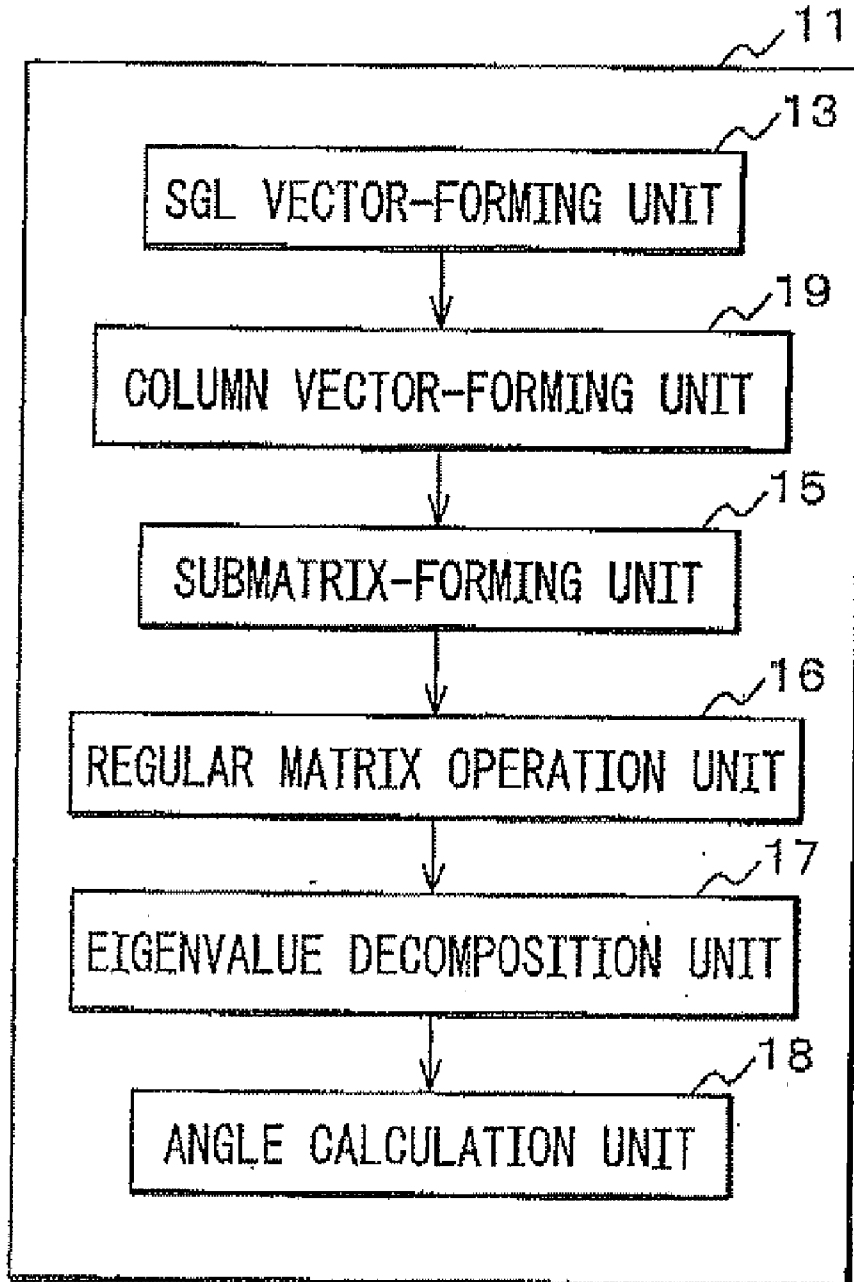 11
13
SGL VECTOR-FORMING UNIT
19
COLUMN VECTOR-FORMING UNIT
15
SUBMATRIX-FORMING UNIT
16
REGULAR MATRIX OPERATION UNIT
17
EIGENVALUE DECOMPOSITION UNIT
18
ANGLE CALCULATION UNIT